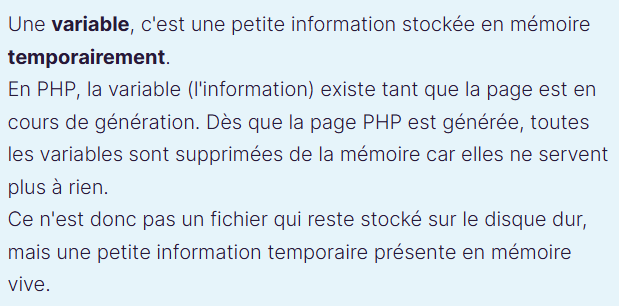 Une variable, c'est une petite information stockée en mémoire
temporairement.
En PHP, la variable (l'information) existe tant que la page est en
cours de génération. Dès que la page PHP est générée, toutes
les variables sont supprimées de la mémoire car elles ne servent
plus à rien.
Ce n'est donc pas un fichier qui reste stocké sur le disque dur,
mais une petite information temporaire présente en mémoire
vive.